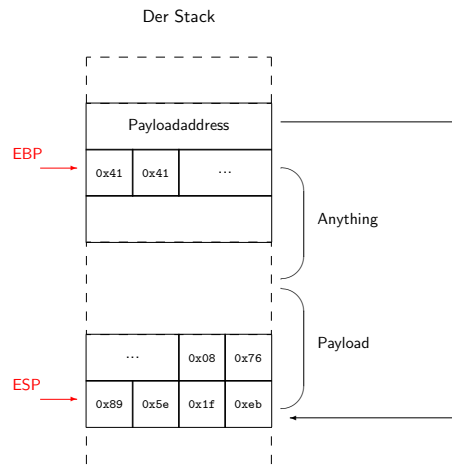 Der Stack
Payloadaddress
EBP
0x41 0x41 ...
Anything
Payload
... 0x08 0x76
ESP
0x89 0x5e 0x1f 0xeb